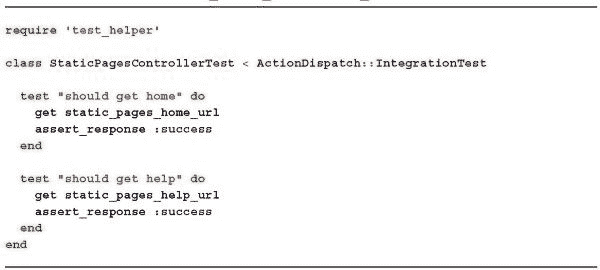 require 'test_helper'
class StaticPagesControllerTest < ActionDispatch::IntegrationTest
test "should get home" do
get static_pages_home_url
assert_response :success
end
test "should get help" do
get static_pages_help_url
assert_response :success
end
end